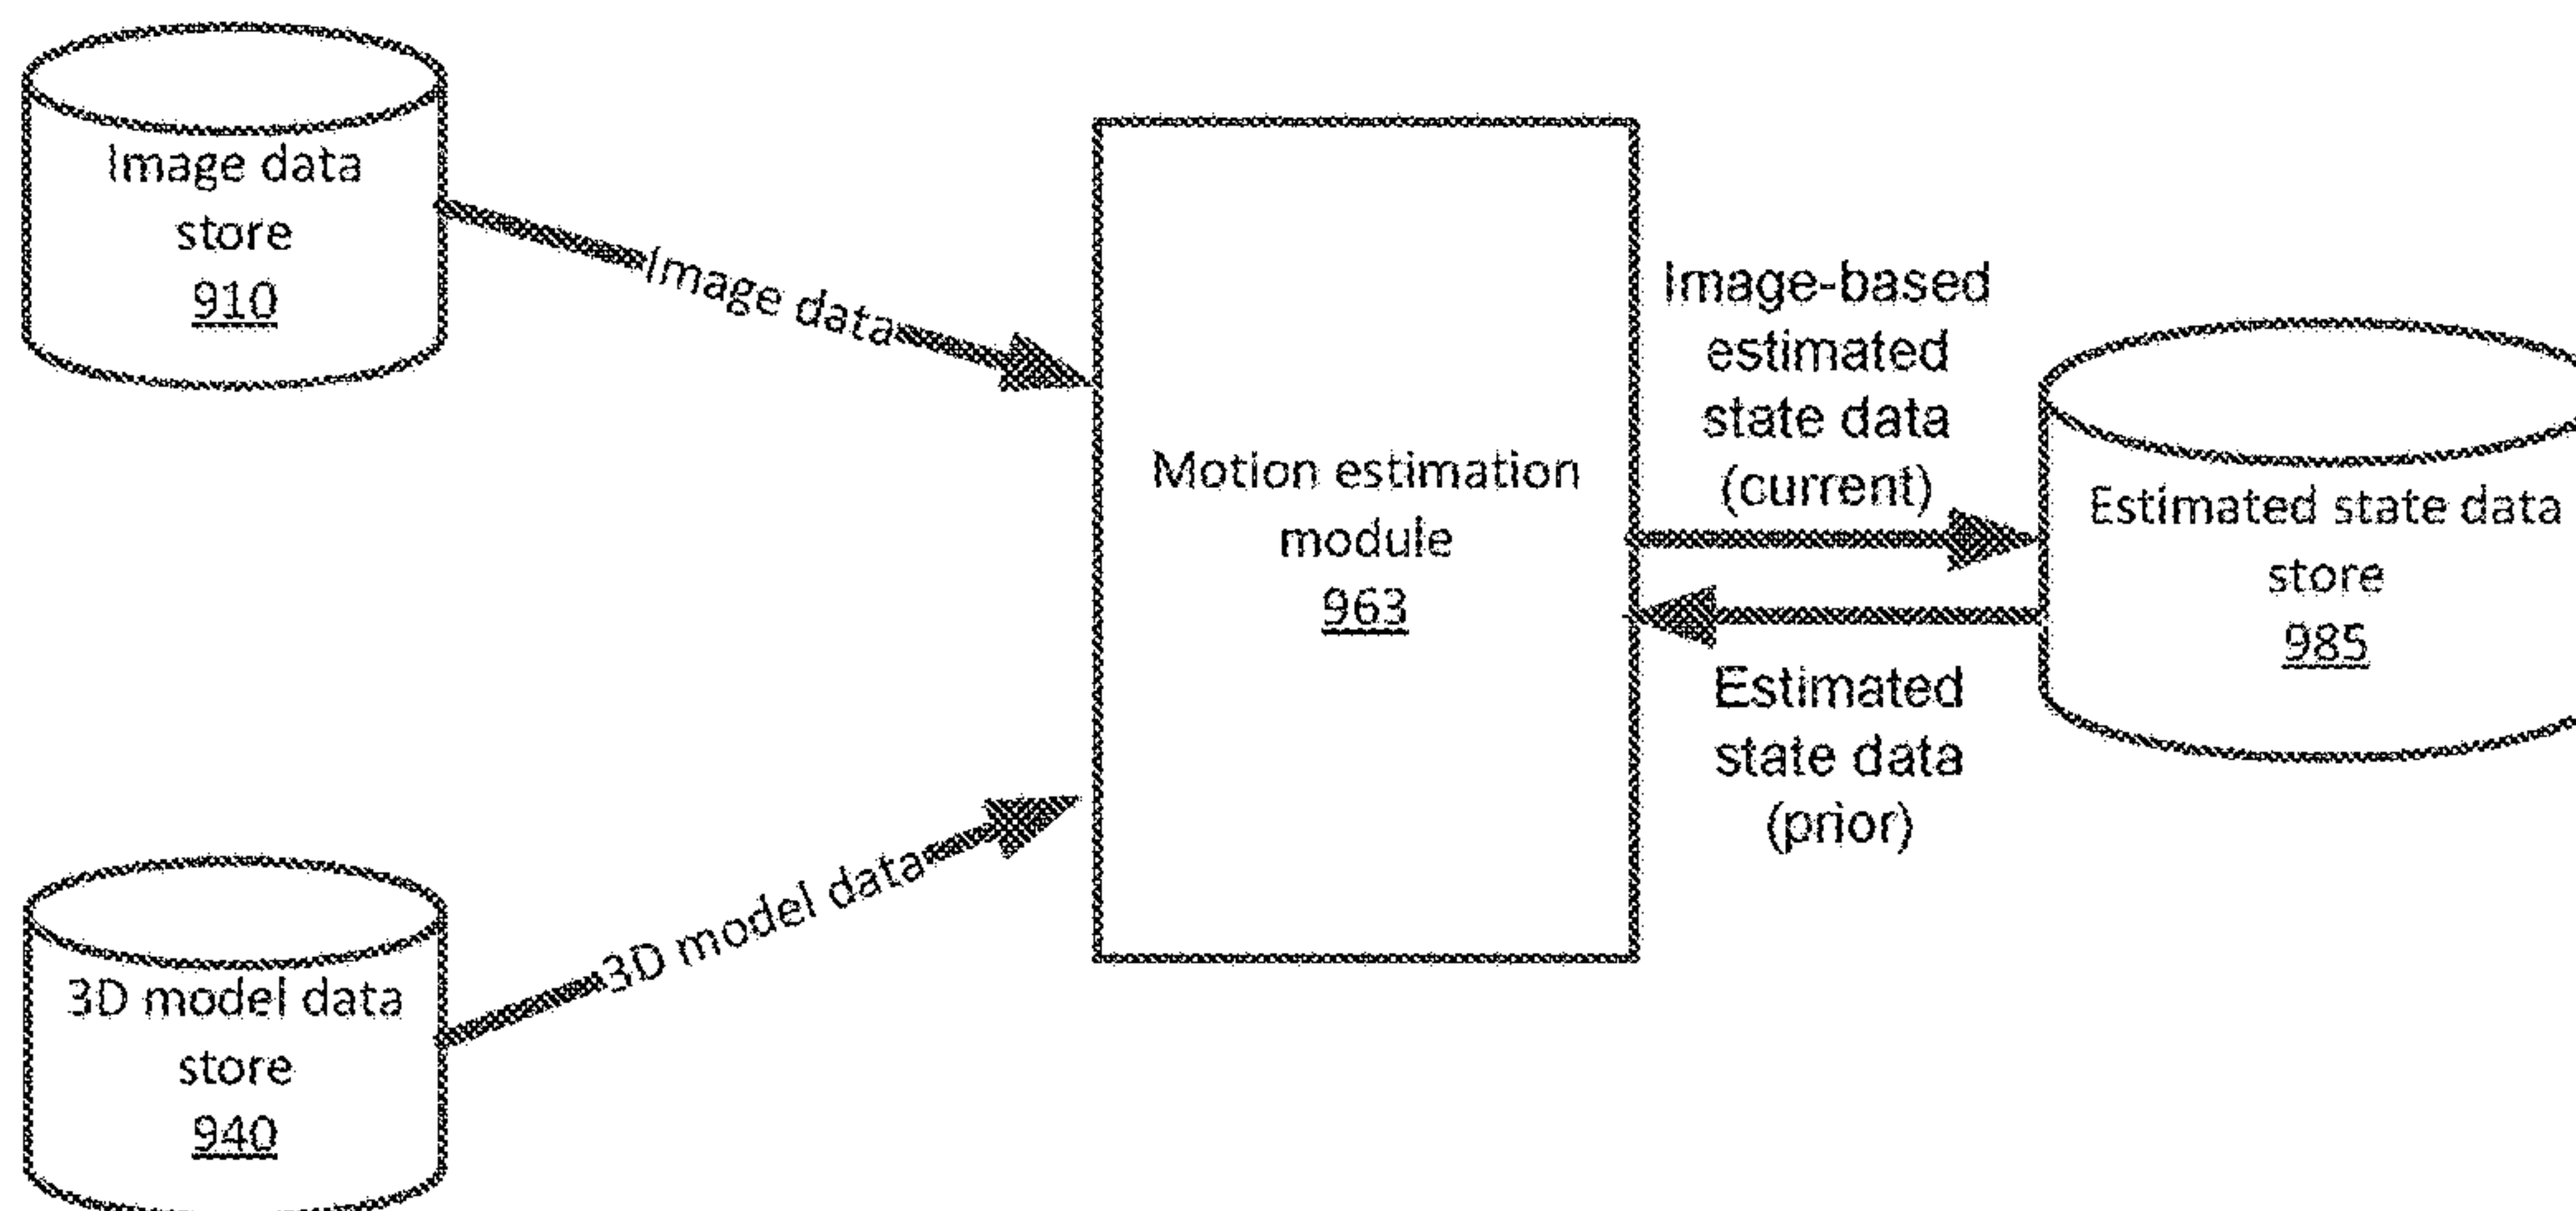 Image data
store
910
Image data
3D model data
store
940
3D model data
Motion estimation
module
963
Image-based
estimated
state data
(current)
Estimated
state data
(prior)
Estimated state data
store
985